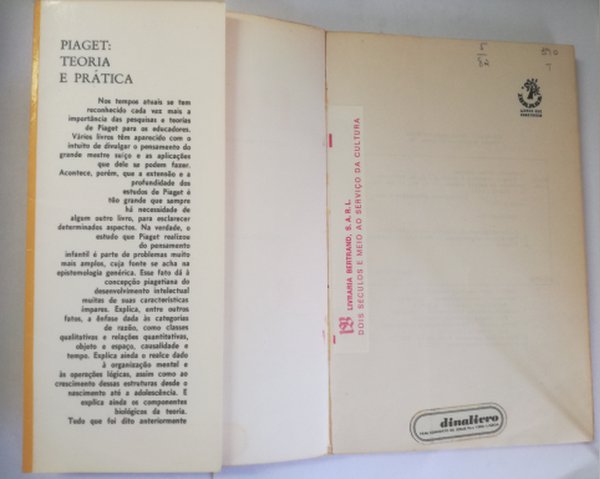 PIAGET:
TEORIA
E PRÁTICA
Nos tempos atuais se tem
reconhecido cada vez mais a
importância das pesquisas e teorias
de Piaget para os educadores.
Vários livros têm aparecido com o
intuito de divulgar o pensamento do
grande mestre suíço e as aplicações
que dele se podem fazer.
Acontece, porém, que a extensão e a
profundidade dos
estudos de Piaget é
tão grande que sempre
há necessidade de
algum outro livro, para esclarecer
determinados aspectos. Na verdade, o
estudo que Piaget realizou
do pensamento
infantil é parte de problemas muito
mais amplos, cuja fonte se acha na
epistemologia genérica. Esse fato dá à
concepção piagetiana do
desenvolvimento intelectual
muitas de suas características
ímpares. Explica, entre outros
fatos, a ênfase dada às categorias
de razão, como classes
qualitativas e relações quantitativas,
objeto e espaço, causalidade e
tempo. Explica ainda o realce dado
à organização mental e
às operações lógicas, assim como ao
crescimento dessas estruturas desde o
nascimento até a adolescência. E
explica ainda os componentes
biológicos da teoria.
Tudo que foi dito anteriormente
LIVRARIA BERTRAND, S. A. R. L.
DOIS SÉCULOS E MEIO AO SERVIÇO DA CULTURA
dinalivro